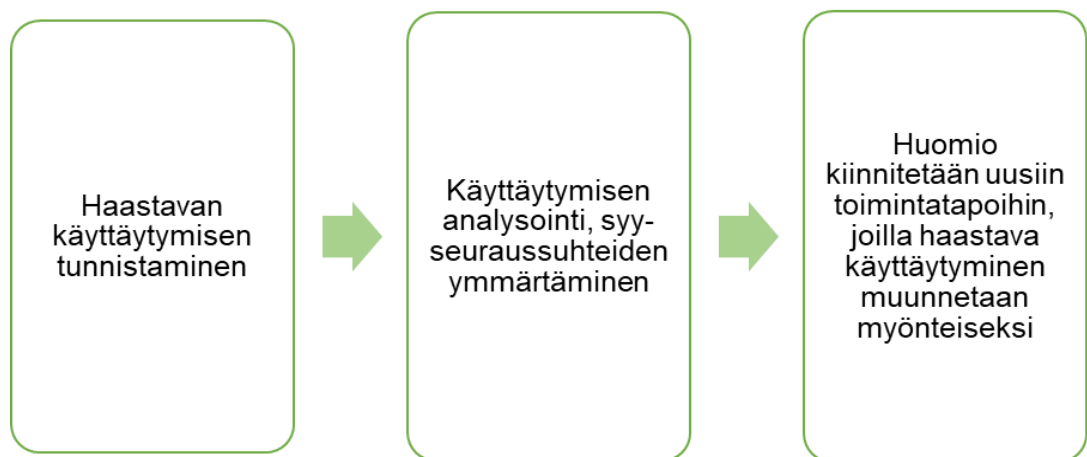 Haastavan
käyttäytymisen
tunnistaminen
Käyttäytymisen
analysointi, syy-
seuraussuhteiden
ymmärtäminen
Huomio
kiinnitetään uusiin
toimintatapoihin,
joilla haastava
käyttäytyminen
muunnetaan
myönteiseksi